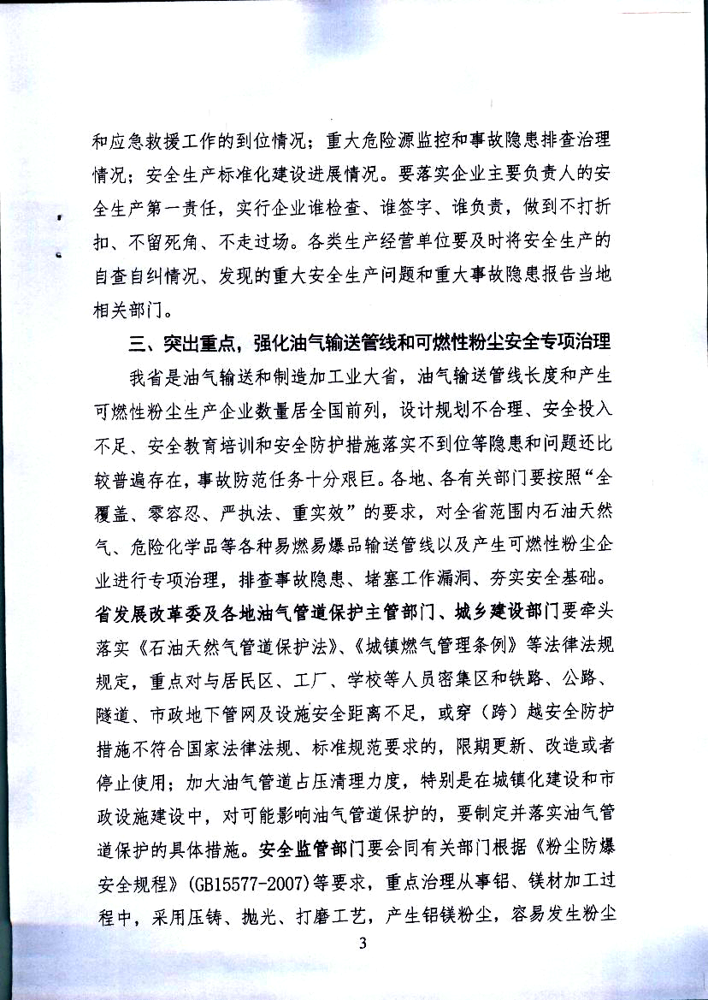 和应急救援工作的到位情况；重大危险源监控和事故隐患排查治理
情况；安全生产标准化建设进展情况。要落实企业主要负责人的安
全生产第一责任，实行企业谁检查、谁签字、谁负责，做到不打折
扣、不留死角、不走过场。各类生产经营单位要及时将安全生产的
自查自纠情况、发现的重大安全生产问题和重大事故隐患报告当地
相关部门。
三、突出重点，强化油气输送管线和可燃性粉尘安全专项治理
我省是油气输送和制造加工业大省，油气输送管线长度和产生
可燃性粉尘生产企业数量居全国前列，设计规划不合理、安全投入
不足、安全教育培训和安全防护措施落实不到位等隐患和问题还比
较普遍存在，事故防范任务十分艰巨。各地、各有关部门要按照“全
覆盖、零容忍、严执法、重实效”的要求，对全省范围内石油天然
气、危险化学品等各种易燃易爆品输送管线以及产生可燃性粉尘企
业进行专项治理，排查事故隐患、堵塞工作漏洞、夯实安全基础。
省发展改革委及各地油气管道保护主管部门、城乡建设部门要牵头
落实《石油天然气管道保护法》、《城镇燃气管理条例》等法律法规
规定，重点对与居民区、工厂、学校等人员密集区和铁路、公路、
隧道、市政地下管网及设施安全距离不足，或穿（跨）越安全防护
措施不符合国家法律法规、标准规范要求的，限期更新、改造或者
停止使用；加大油气管道占压清理力度，特别是在城镇化建设和市
政设施建设中，对可能影响油气管道保护的，要制定并落实油气管
道保护的具体措施。安全监管部门要会同有关部门根据《粉尘防爆
安全规程》(GB15577-2007)等要求，重点治理从事铝、镁材加工过
程中，采用压铸、抛光、打磨工艺，产生铝镁粉尘，容易发生粉尘
3